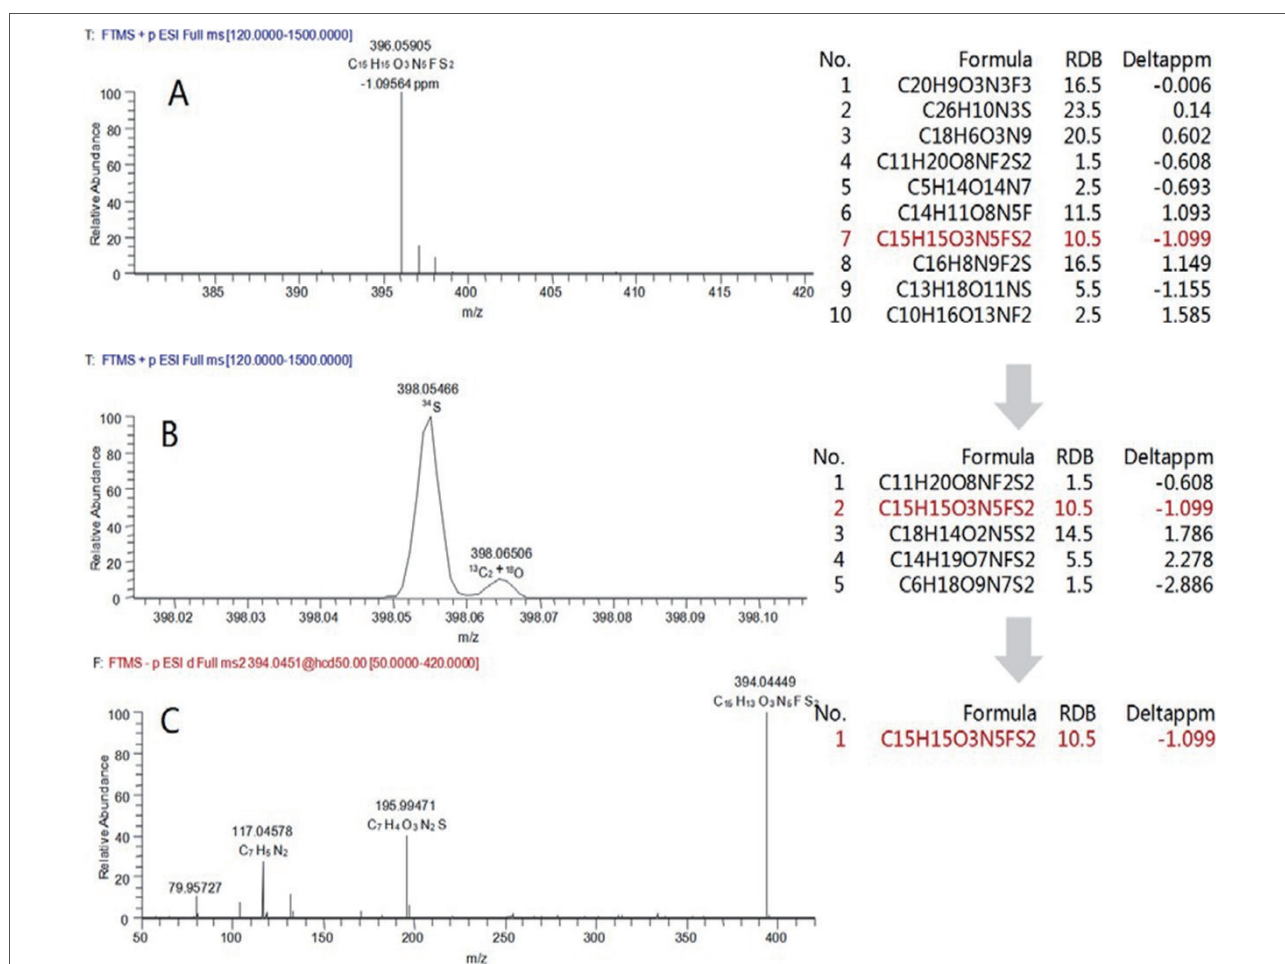 T: FTMS + p ESI Full ms [120.0000-1500.0000]
396.05905
C₁₅ H₁₅ O₃ N₅ F S₂
-1.09564 ppm
A
Relative Abundance
100
80
60
40
20
0
385 390 395 400 405 410 415 420
m/z
No. Formula RDB Deltappm
1 C20H9O3N3F3 16.5 -0.006
2 C26H10N3S 23.5 0.14
3 C18H6O3N9 20.5 0.602
4 C11H20O8NF2S2 1.5 -0.608
5 C5H14O14N7 2.5 -0.693
6 C14H11O8N5F 11.5 1.093
7 C15H15O3N5FS2 10.5 -1.099
8 C16H8N9F2S 16.5 1.149
9 C13H18O11NS 5.5 -1.155
10 C10H16O13NF2 2.5 1.585
T: FTMS + p ESI Full ms [120.0000-1500.0000]
398.05466
³⁴S
B
398.06506
¹³C₂ + ¹⁸O
Relative Abundance
100
80
60
40
20
0
398.02 398.03 398.04 398.05 398.06 398.07 398.08 398.09 398.10
m/z
No. Formula RDB Deltappm
1 C11H20O8NF2S2 1.5 -0.608
2 C15H15O3N5FS2 10.5 -1.099
3 C18H14O2N5S2 14.5 1.786
4 C14H19O7NFS2 5.5 2.278
5 C6H18O9N7S2 1.5 -2.886
F: FTMS - p ESI d Full ms2 394.0451@hcd50.00 [50.0000-420.0000]
394.04449
C₁₅ H₁₃ O₃ N₅ F S₂
C
195.99471
C₇ H₄ O₃ N₂ S
117.04578
C₇ H₅ N₂
79.95727
Relative Abundance
100
80
60
40
20
0
50 100 150 200 250 300 350 400
m/z
No. Formula RDB Deltappm
1 C15H15O3N5FS2 10.5 -1.099